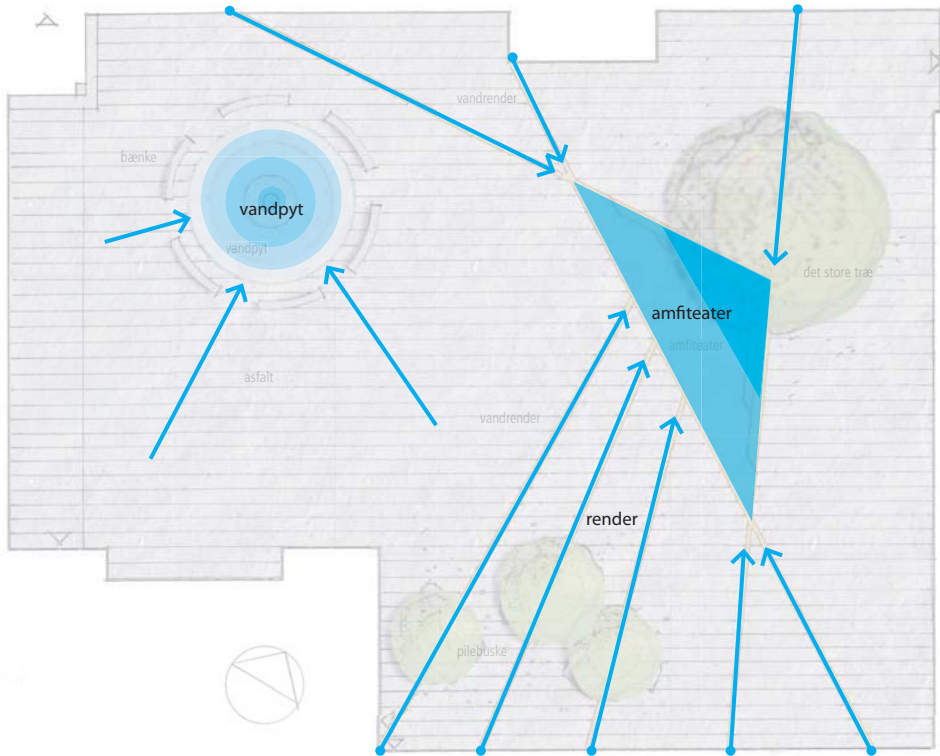 vandrender
bænke
vandpyt
vandpyt
det store træ
amfiteater
amfiteater
asfalt
vandrender
render
pilebuske